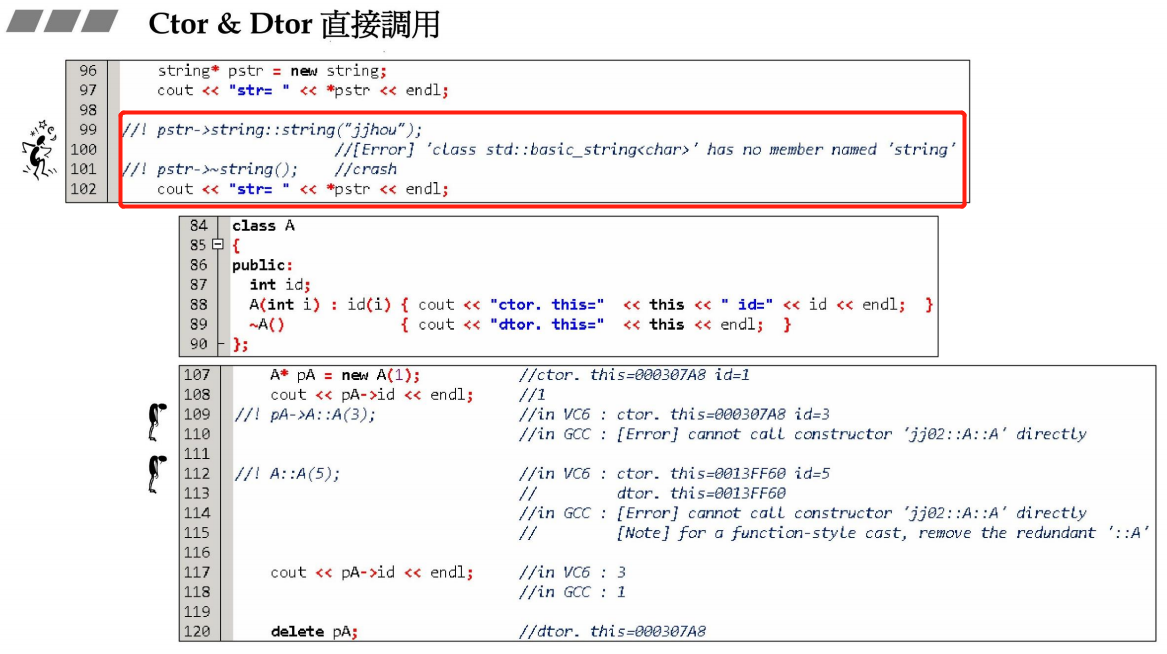 Ctor & Dtor 直接調用
96 string* pstr = new string;
97 cout << "str= " << *pstr << endl;
98
99 //! pstr->string::string("jjhou");
100 //[Error] 'class std::basic_string<char>' has no member named 'string'
101 //! pstr->~string(); //crash
102 cout << "str= " << *pstr << endl;
84 class A
85 {
86 public:
87 int id;
88 A(int i) : id(i) { cout << "ctor. this=" << this << " id=" << id << endl; }
89 ~A() { cout << "dtor. this=" << this << endl; }
90 };
107 A* pA = new A(1); //ctor. this=000307A8 id=1
108 cout << pA->id << endl; //1
109 //! pA->A::A(3); //in VC6 : ctor. this=000307A8 id=3
110 //in GCC : [Error] cannot call constructor 'jj02::A::A' directly
111
112 //! A::A(5); //in VC6 : ctor. this=0013FF60 id=5
113 // dtor. this=0013FF60
114 //in GCC : [Error] cannot call constructor 'jj02::A::A' directly
115 // [Note] for a function-style cast, remove the redundant '::A'
116
117 cout << pA->id << endl; //in VC6 : 3
118 //in GCC : 1
119
120 delete pA; //dtor. this=000307A8